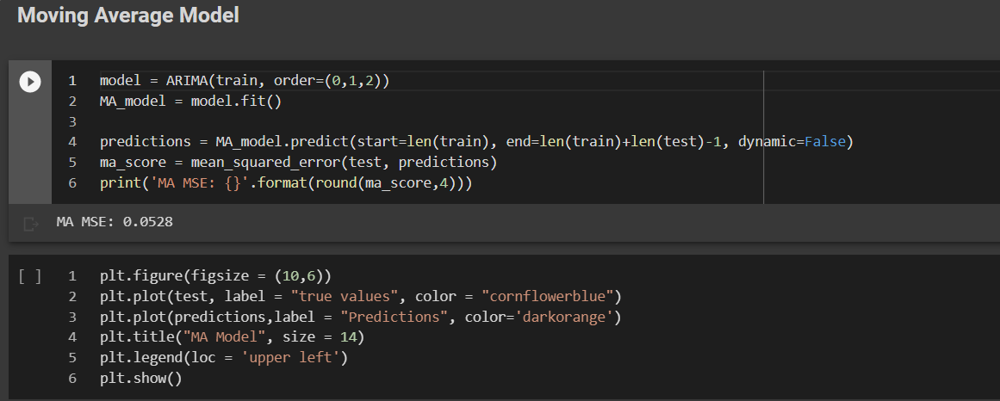 Moving Average Model
1 model = ARIMA(train, order=(0,1,2))
2 MA_model = model.fit()
3
4 predictions = MA_model.predict(start=len(train), end=len(train)+len(test)-1, dynamic=False)
5 ma_score = mean_squared_error(test, predictions)
6 print('MA MSE: {}'.format(round(ma_score,4)))
MA MSE: 0.0528
[ ] 1 plt.figure(figsize = (10,6))
2 plt.plot(test, label = "true values", color = "cornflowerblue")
3 plt.plot(predictions,label = "Predictions", color='darkorange')
4 plt.title("MA Model", size = 14)
5 plt.legend(loc = 'upper left')
6 plt.show()